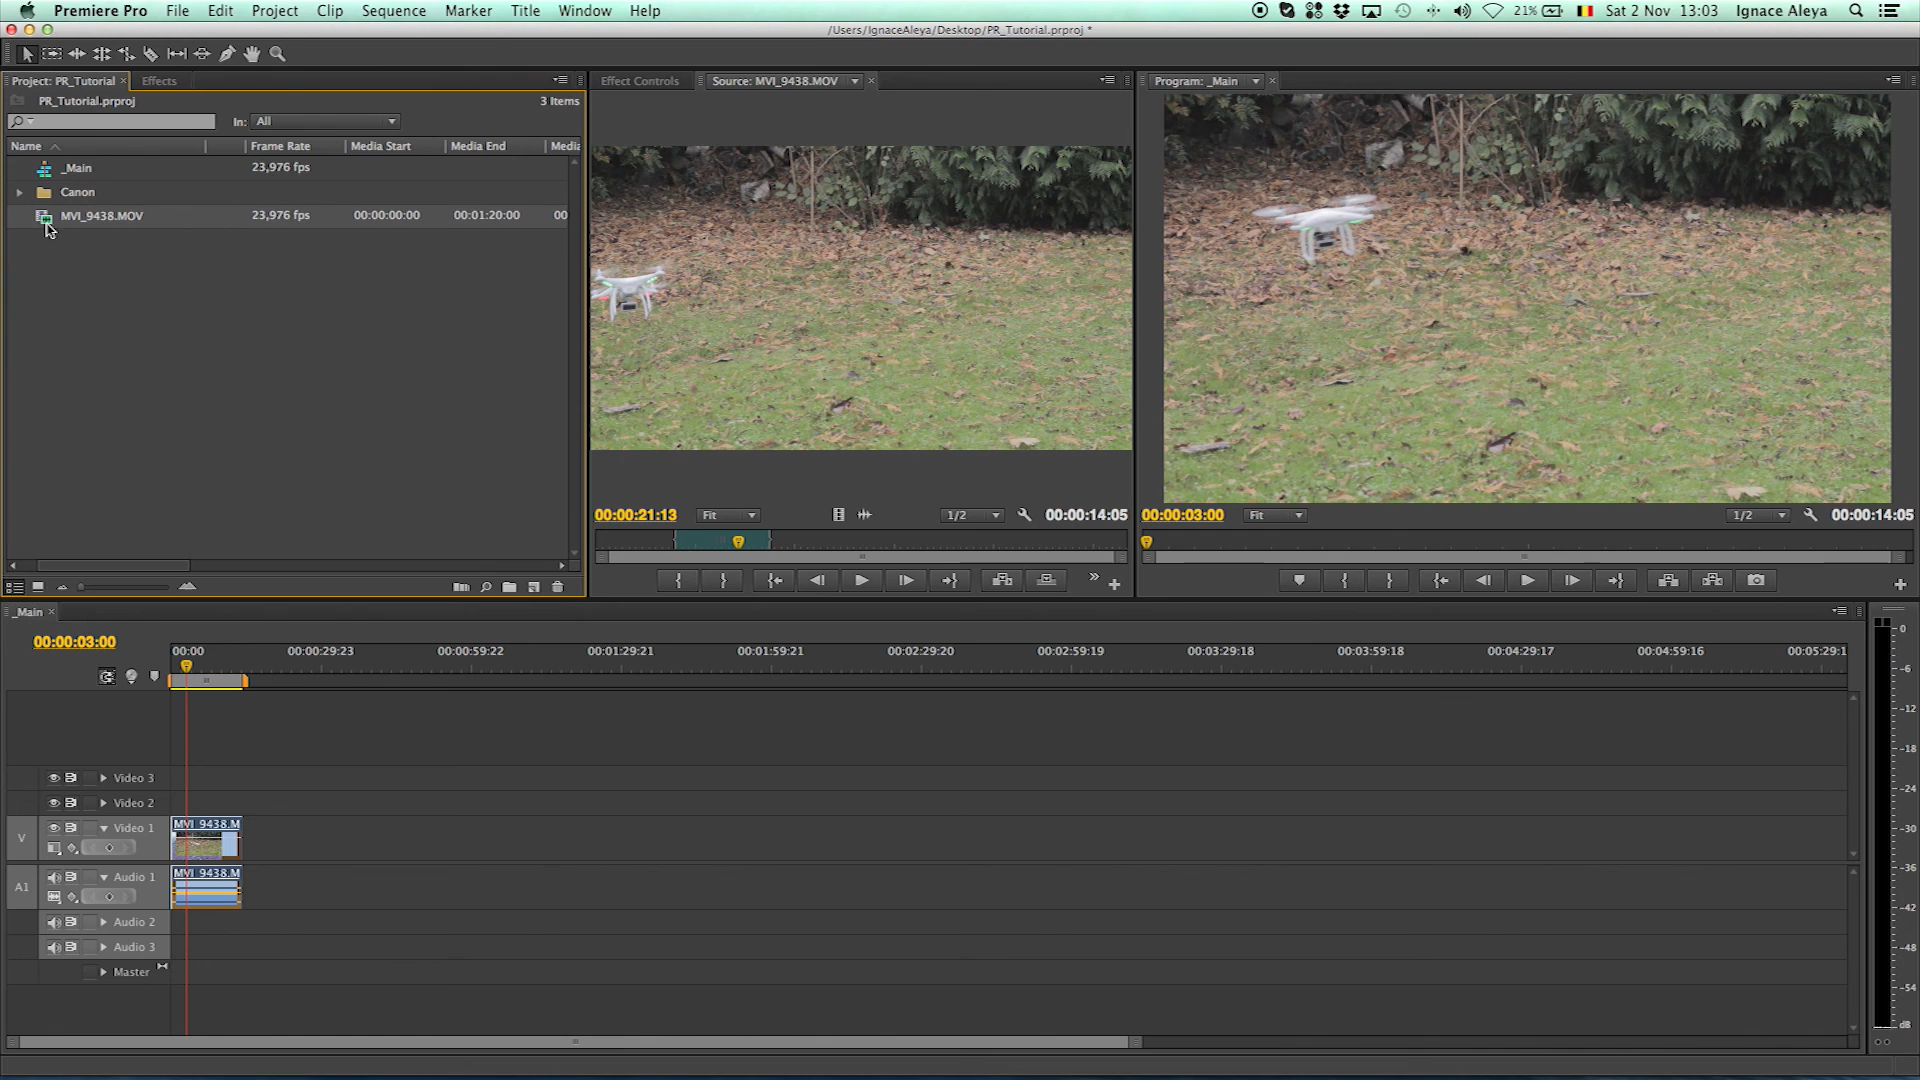 Premiere Pro File Edit Project Clip Sequence Marker Title Window Help 21% Sat 2 Nov 13:03 Ignace Aleya
/Users/IgnaceAleya/Desktop/PR_Tutorial.prproj *
Project: PR_Tutorial × Effects
Effect Controls Source: MVI_9438.MOV ×
Program: _Main ×
PR_Tutorial.prproj 3 Items
In: All
Name Frame Rate Media Start Media End Media
_Main 23,976 fps
Canon
MVI_9438.MOV 23,976 fps 00:00:00:00 00:01:20:00 00
00:00:21:13 Fit 1/2 00:00:14:05
00:00:03:00 Fit 1/2 00:00:14:05
_Main ×
00:00:03:00
00:00 00:00:29:23 00:00:59:22 00:01:29:21 00:01:59:21 00:02:29:20 00:02:59:19 00:03:29:18 00:03:59:18 00:04:29:17 00:04:59:16 00:05:29:1
Video 3
Video 2
V Video 1 MVI_9438.M
A1 Audio 1 MVI_9438.M
Audio 2
Audio 3
Master
0
-6
-12
-18
-24
-30
-36
-42
-48
-54
dB